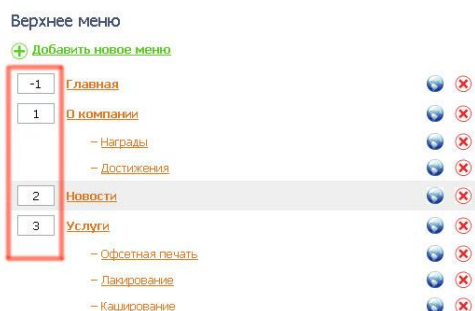 Верхнее меню
Добавить новое меню
-1 Главная
1 О компании
– Награды
– Достижения
2 Новости
3 Услуги
– Офсетная печать
– Лакирование
– Каширование